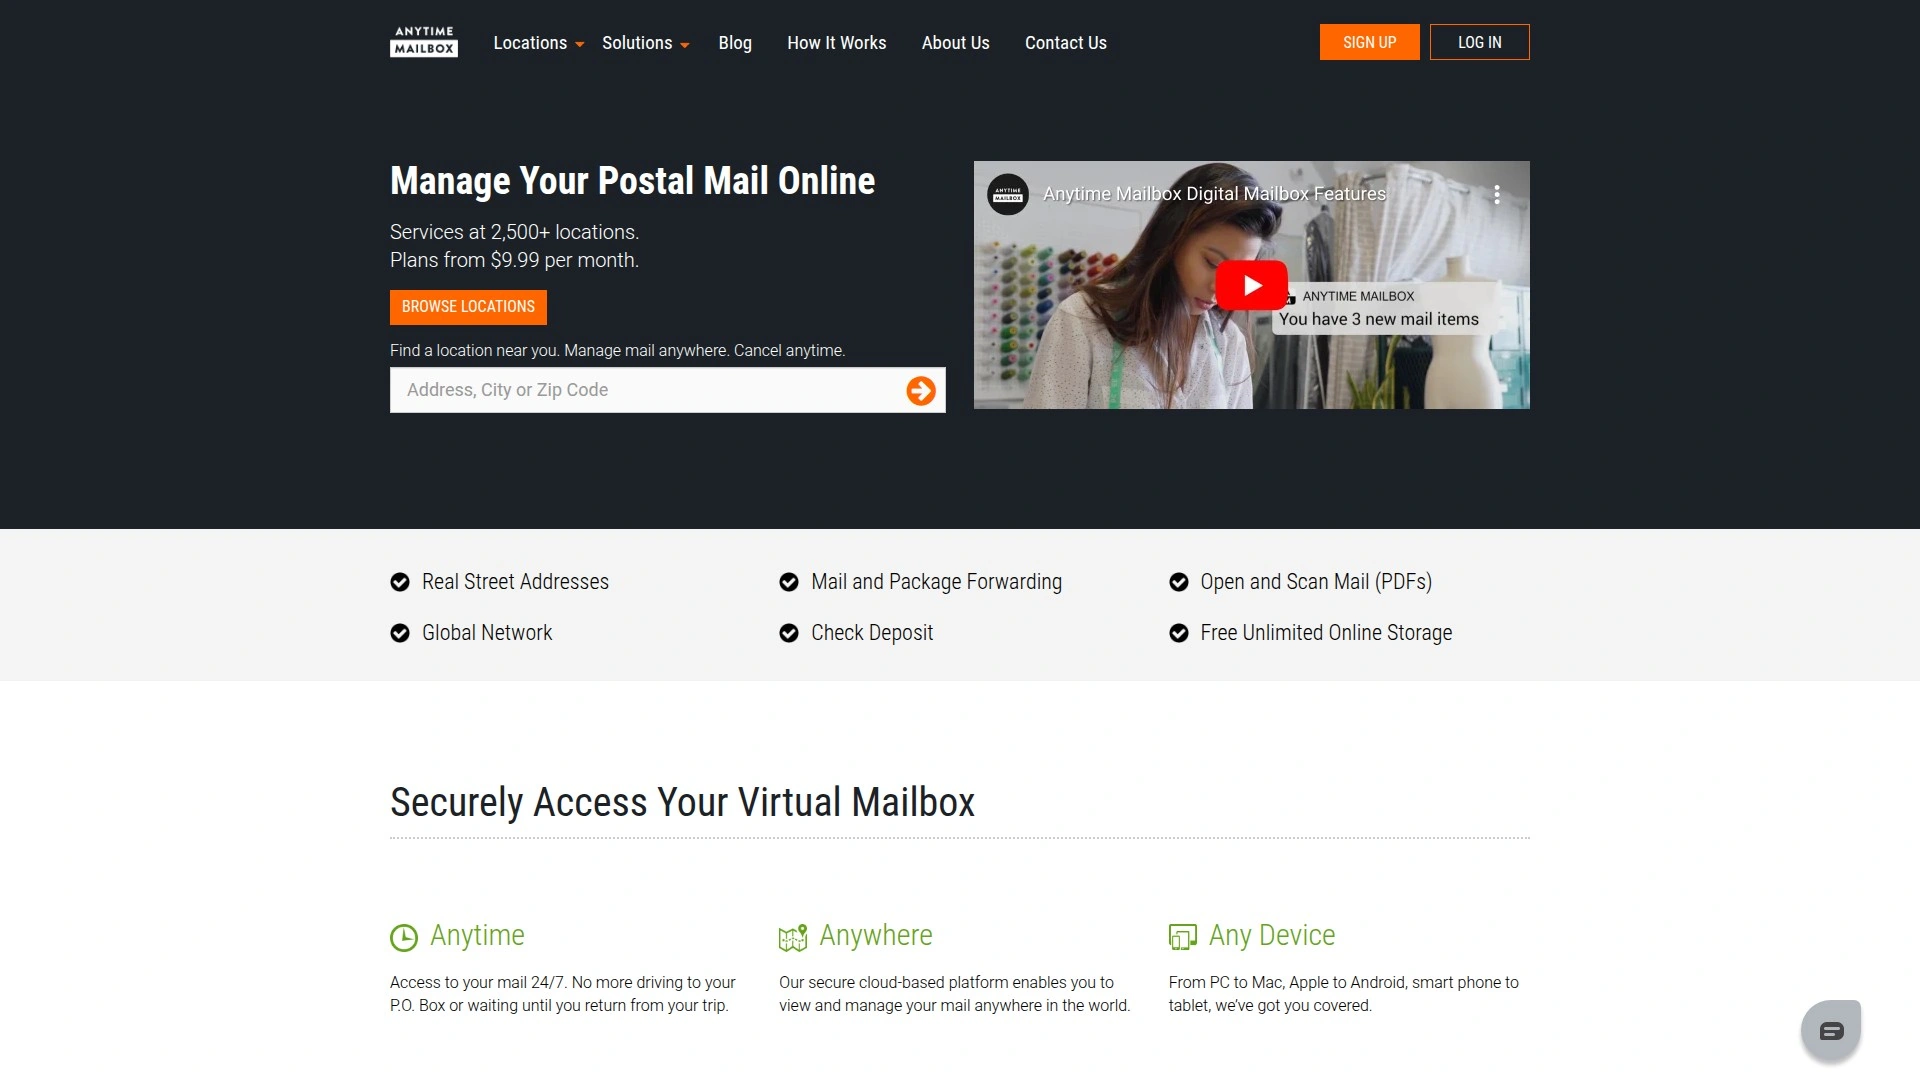 ANYTIME
MAILBOX
Locations
Solutions
Blog
How It Works
About Us
Contact Us
SIGN UP
LOG IN
Manage Your Postal Mail Online
Services at 2,500+ locations.
Plans from $9.99 per month.
BROWSE LOCATIONS
Find a location near you. Manage mail anywhere. Cancel anytime.
Address, City or Zip Code
ANYTIME
MAILBOX
Anytime Mailbox Digital Mailbox Features
ANYTIME MAILBOX
You have 3 new mail items
Real Street Addresses
Mail and Package Forwarding
Open and Scan Mail (PDFs)
Global Network
Check Deposit
Free Unlimited Online Storage
Securely Access Your Virtual Mailbox
Anytime
Access to your mail 24/7. No more driving to your
P.O. Box or waiting until you return from your trip.
Anywhere
Our secure cloud-based platform enables you to
view and manage your mail anywhere in the world.
Any Device
From PC to Mac, Apple to Android, smart phone to
tablet, we’ve got you covered.